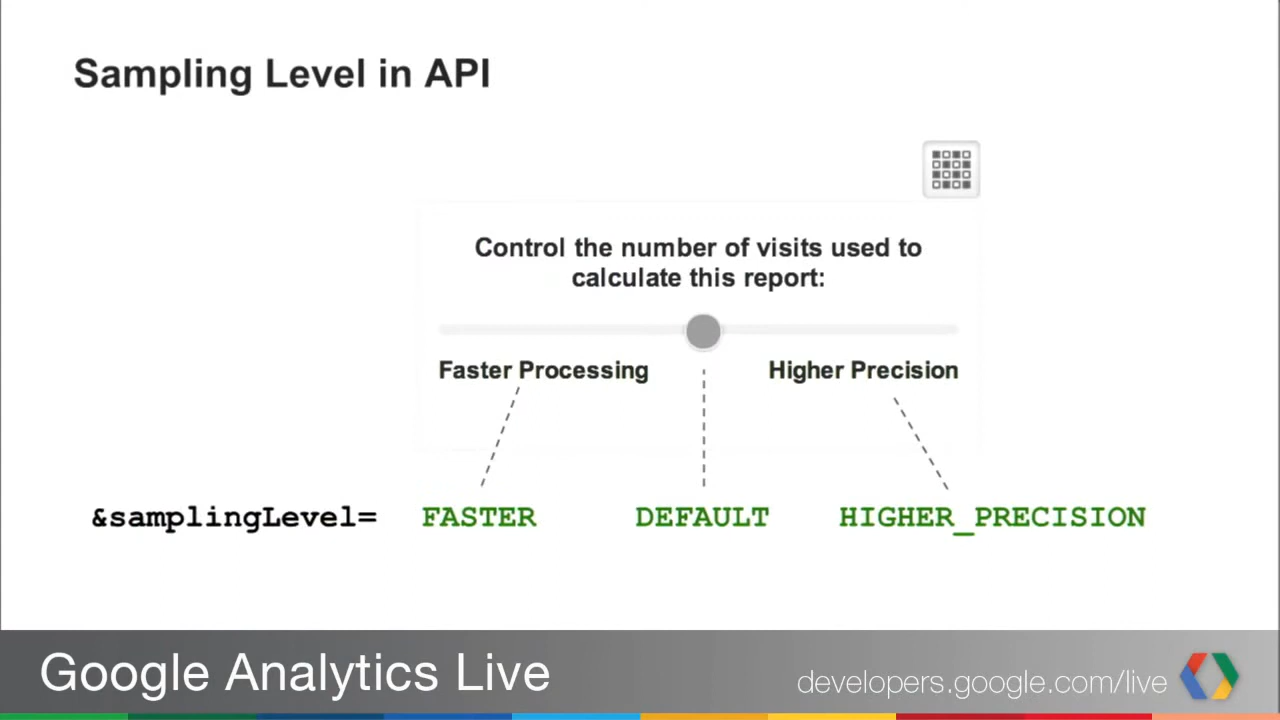 Sampling Level in API
Control the number of visits used to
calculate this report:
Faster Processing
Higher Precision
&samplingLevel= FASTER DEFAULT HIGHER_PRECISION
Google Analytics Live
developers.google.com/live